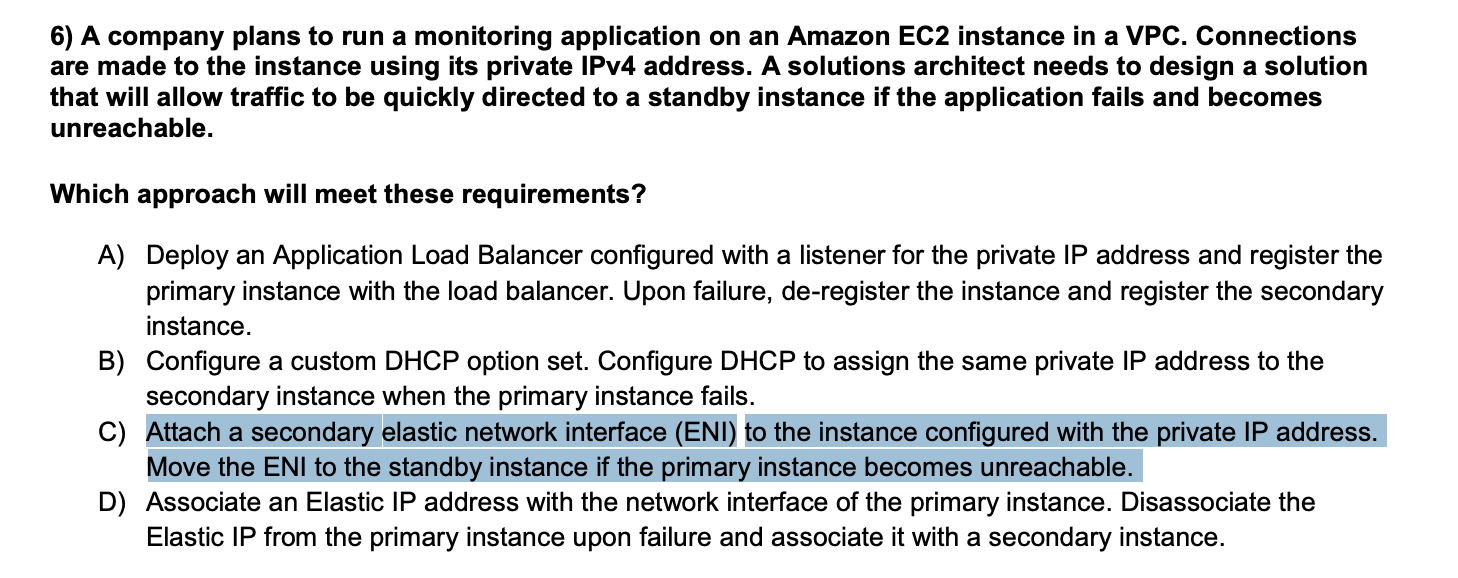 6) A company plans to run a monitoring application on an Amazon EC2 instance in a VPC. Connections
are made to the instance using its private IPv4 address. A solutions architect needs to design a solution
that will allow traffic to be quickly directed to a standby instance if the application fails and becomes
unreachable.
Which approach will meet these requirements?
A) Deploy an Application Load Balancer configured with a listener for the private IP address and register the
primary instance with the load balancer. Upon failure, de-register the instance and register the secondary
instance.
B) Configure a custom DHCP option set. Configure DHCP to assign the same private IP address to the
secondary instance when the primary instance fails.
C) Attach a secondary elastic network interface (ENI) to the instance configured with the private IP address.
Move the ENI to the standby instance if the primary instance becomes unreachable.
D) Associate an Elastic IP address with the network interface of the primary instance. Disassociate the
Elastic IP from the primary instance upon failure and associate it with a secondary instance.